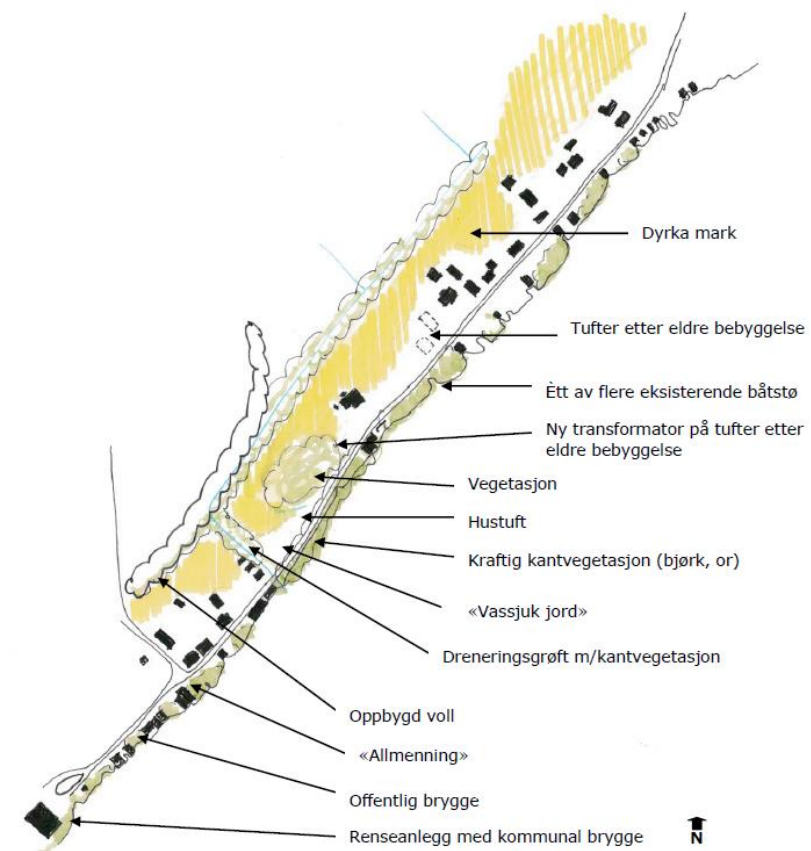 Dyrka mark
Tufter etter eldre bebyggelse
Ètt av flere eksisterende båtstø
Ny transformator på tufter etter
eldre bebyggelse
Vegetasjon
Hustuft
Kraftig kantvegetasjon (bjørk, or)
«Vassjuk jord»
Dreneringsgrøft m/kantvegetasjon
Oppbygd voll
«Allmenning»
Offentlig brygge
Renseanlegg med kommunal brygge
N